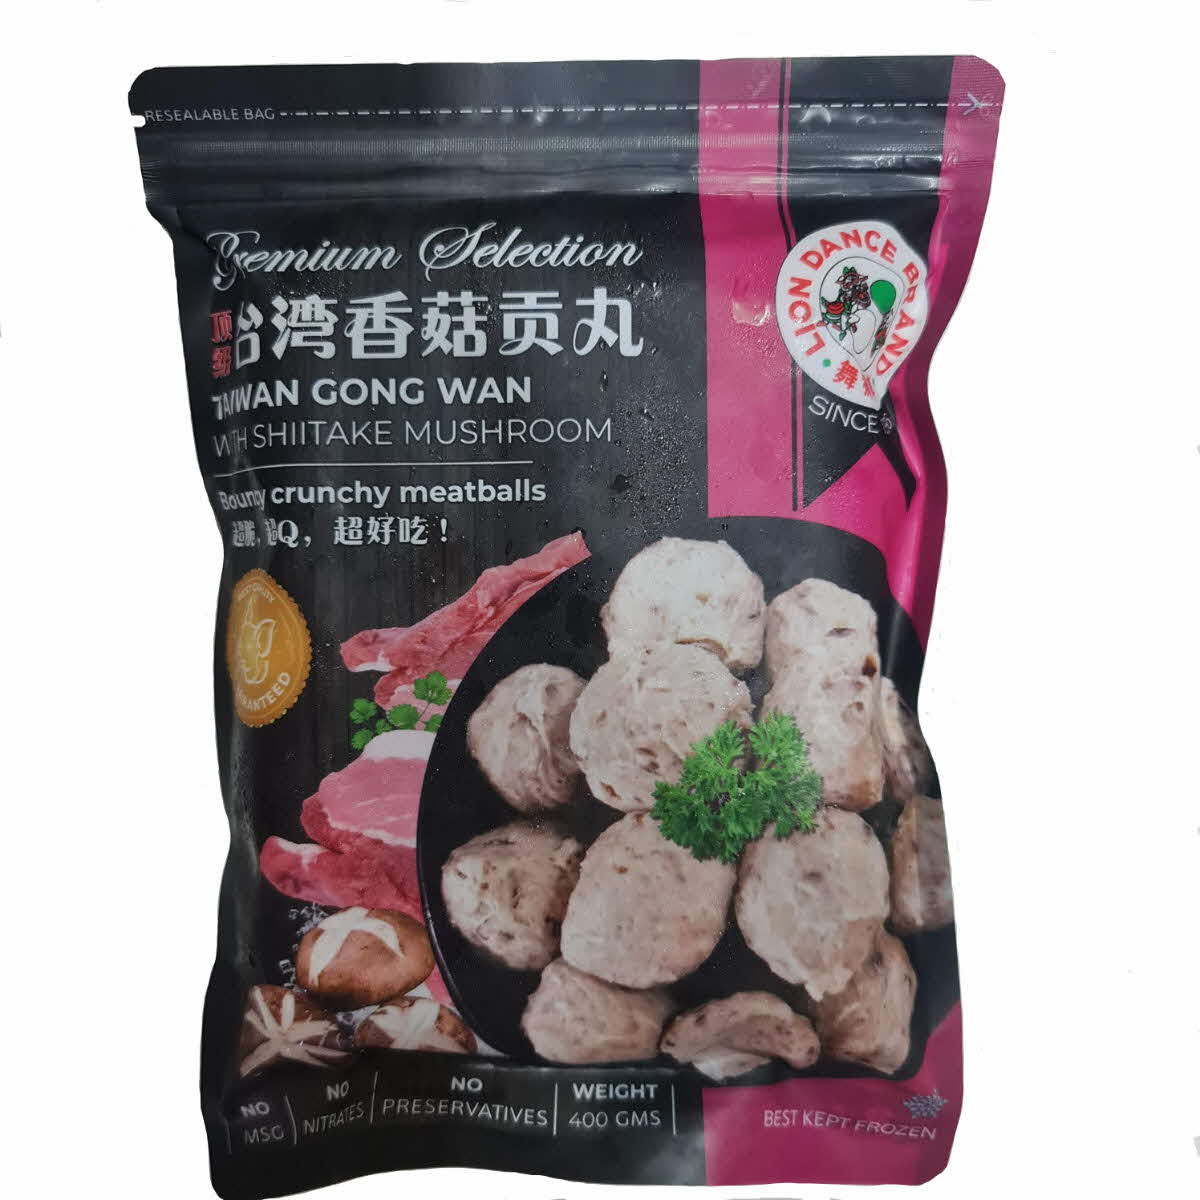 RESEALABLE BAG
Premium Selection
顶级
台湾香菇贡丸
TAIWAN GONG WAN
WITH SHIITAKE MUSHROOM
Bouncy crunchy meatballs
超脆, 超Q, 超好吃!
LION DANCE BRAND
舞
SINCE
GUARANTEED
NO MSG
NO NITRATES
NO PRESERVATIVES
WEIGHT 400 GMS
BEST KEPT FROZEN